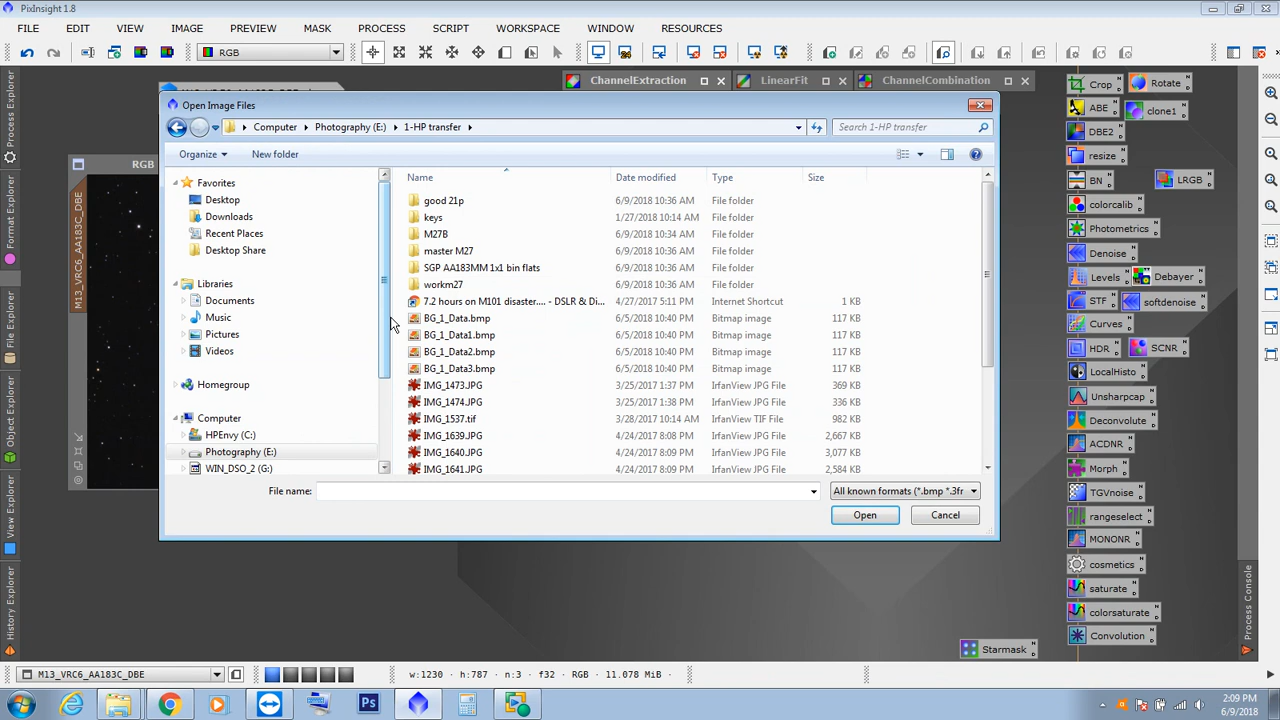 PixInsight 1.8
FILE EDIT VIEW IMAGE PREVIEW MASK PROCESS SCRIPT WORKSPACE WINDOW RESOURCES
RGB
ChannelExtraction LinearFit ChannelCombination
Open Image Files
Computer Photography (E:) 1-HP transfer Search 1-HP transfer
Organize New folder
Name Date modified Type Size
Favorites
Desktop
Downloads
Recent Places
Desktop Share
Libraries
Documents
Music
Pictures
Videos
Homegroup
Computer
HPEnvy (C:)
Photography (E:)
WIN_DSO_2 (G:)
good 21p 6/9/2018 10:36 AM File folder
keys 1/27/2018 10:14 AM File folder
M27B 6/9/2018 10:34 AM File folder
master M27 6/9/2018 10:36 AM File folder
SGP AA183MM 1x1 bin flats 6/9/2018 10:36 AM File folder
workm27 6/9/2018 10:36 AM File folder
7.2 hours on M101 disaster.... - DSLR & Di... 4/27/2017 5:11 PM Internet Shortcut 1 KB
BG_1_Data.bmp 6/5/2018 10:40 PM Bitmap image 117 KB
BG_1_Data1.bmp 6/5/2018 10:40 PM Bitmap image 117 KB
BG_1_Data2.bmp 6/5/2018 10:40 PM Bitmap image 117 KB
BG_1_Data3.bmp 6/5/2018 10:40 PM Bitmap image 117 KB
IMG_1473.JPG 3/25/2017 1:37 PM IrfanView JPG File 369 KB
IMG_1474.JPG 3/25/2017 1:38 PM IrfanView JPG File 336 KB
IMG_1537.tif 3/28/2017 10:14 AM IrfanView TIF File 982 KB
IMG_1639.JPG 4/24/2017 8:08 PM IrfanView JPG File 2,667 KB
IMG_1640.JPG 4/24/2017 8:09 PM IrfanView JPG File 3,077 KB
IMG_1641.JPG 4/24/2017 8:09 PM IrfanView JPG File 2,584 KB
File name: All known formats (*.bmp *.3fr
Open Cancel
RGB
M13_VRC6_AA183C_DBE
Process Explorer
Format Explorer
Object Explorer
View Explorer
History Explorer
Process Console
Crop Rotate
ABE clone1
DBE2
resize
BN LRGB
colorcalib
Photometrics
Denoise
Levels Debayer
STF softdenoise
Curves
HDR SCNR
LocalHisto
Unsharpcap
Deconvolute
ACDNR
Morph
TGVnoise
rangeselect
MONONR
cosmetics
saturate
colorsaturate
Convolution
Starmask
M13_VRC6_AA183C_DBE w:1230 h:787 n:3 f32 RGB 11.078 MiB
Ps
2:09 PM
6/9/2018